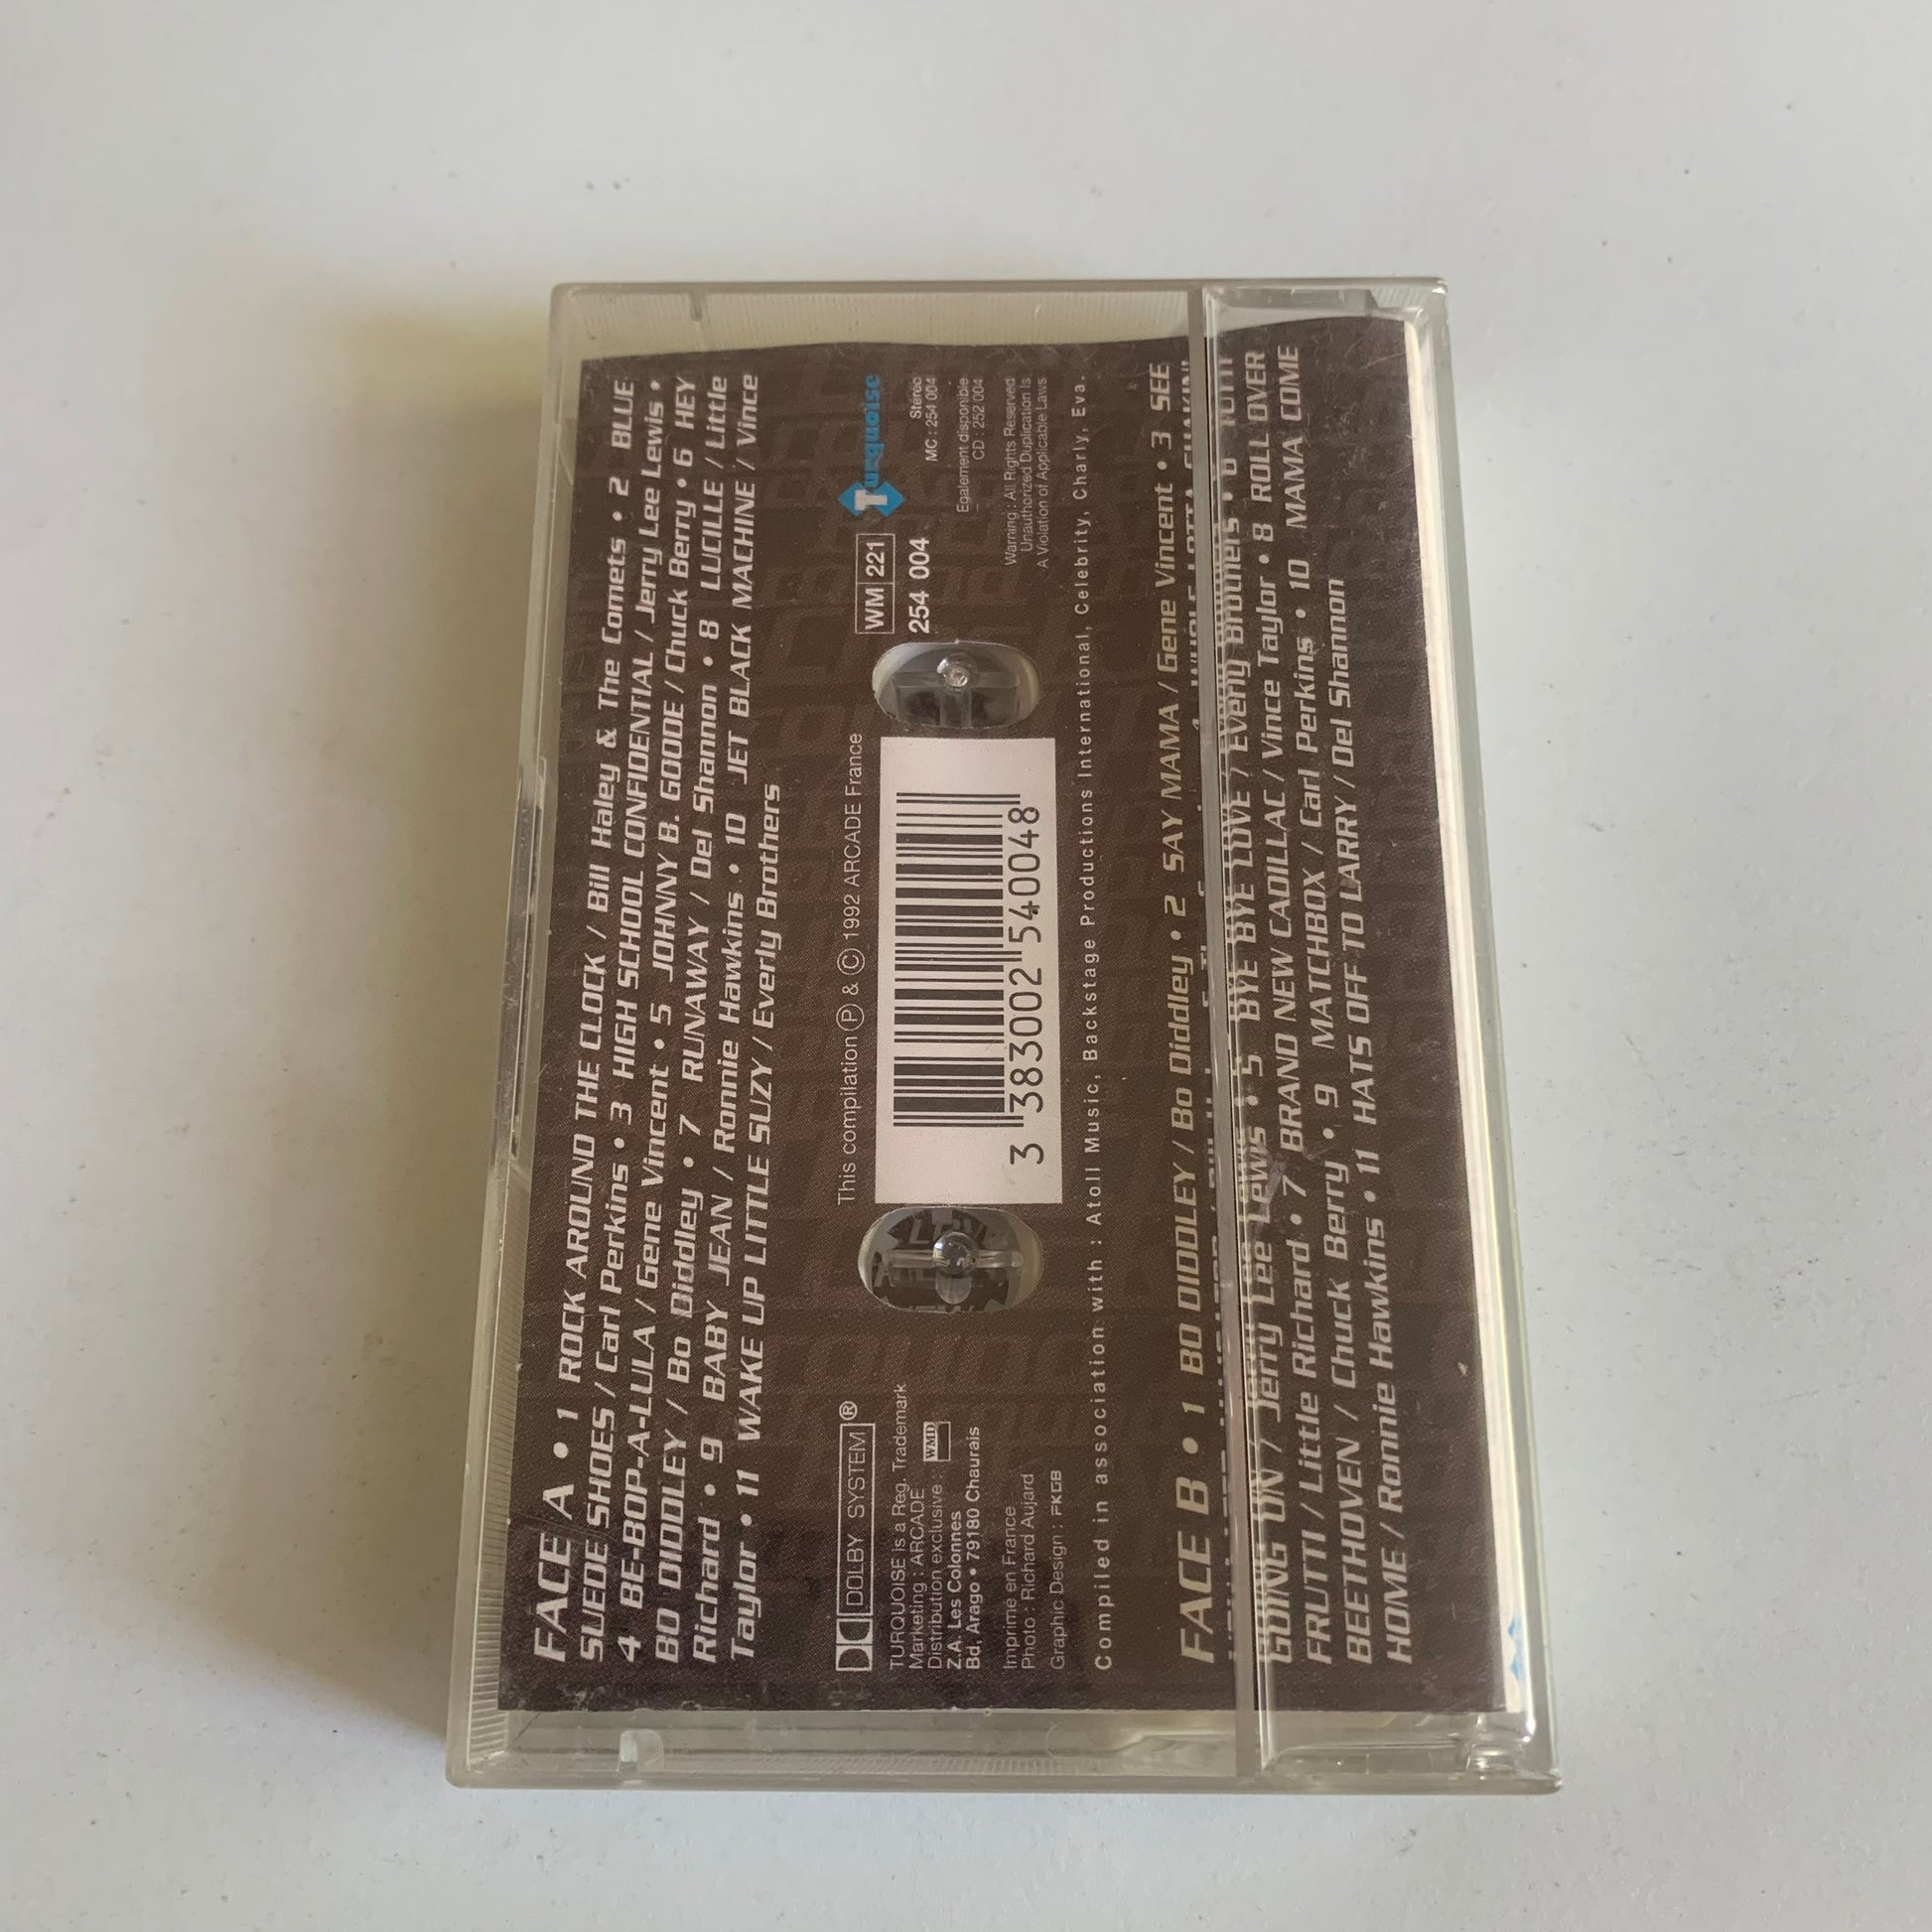 FACE A • 1 ROCK AROUND THE CLOCK / Bill Haley & The Comets • 2 BLUE
SUEDE SHOES / Carl Perkins • 3 HIGH SCHOOL CONFIDENTIAL / Jerry Lee Lewis •
4 BE-BOP-A-LULA / Gene Vincent • 5 JOHNNY B. GOODE / Chuck Berry • 6 HEY
BO DIDDLEY / Bo Diddley • 7 RUNAWAY / Del Shannon • 8 LUCILLE / Little
Richard • 9 BABY JEAN / Ronnie Hawkins • 10 JET BLACK MACHINE / Vince
Taylor • 11 WAKE UP LITTLE SUZY / Everly Brothers
DOLBY SYSTEM ®
TURQUOISE is a Reg. Trademark
Marketing : ARCADE
Distribution exclusive : WMD
Z.A. Les Colonnes
Bd, Arago • 79180 Chaurais
Imprime en France
Photo : Richard Aujard
Graphic Design : FKGB
This compilation Ⓟ & © 1992 ARCADE France
3 383002 540048
WM 221
254 004
Turquoise
Stereo
MC : 254 004
Egalement disponible
CD : 252 004
Warning : All Rights Reserved
Unauthorized Duplication Is
A Violation of Applicable Laws
Compiled in association with : Atoll Music, Backstage Productions International, Celebrity, Charly, Eva.
FACE B • 1 BO DIDDLEY / Bo Diddley • 2 SAY MAMA / Gene Vincent • 3 SEE
GOING ON / Jerry Lee Lewis • 5 BYE BYE LOVE / Everly Brothers • 6 TUTTI
FRUTTI / Little Richard • 7 BRAND NEW CADILLAC / Vince Taylor • 8 ROLL OVER
BEETHOVEN / Chuck Berry • 9 MATCHBOX / Carl Perkins • 10 MAMA COME
HOME / Ronnie Hawkins • 11 HATS OFF TO LARRY / Del Shannon